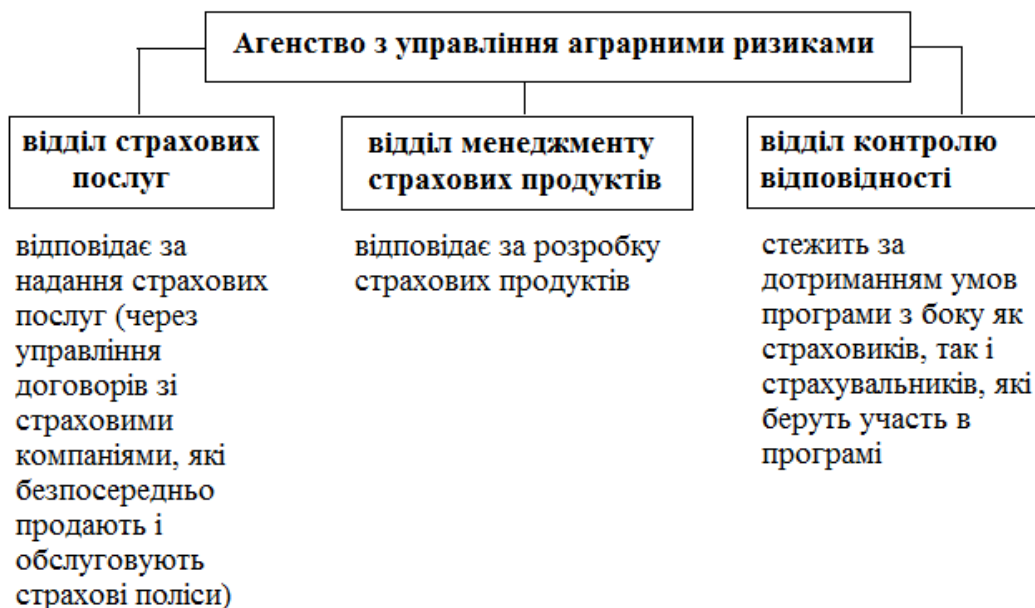 Агенство з управління аграрними ризиками
відділ страхових
послуг
відповідає за
надання страхових
послуг (через
управління
договорів зі
страховими
компаніями, які
безпосередньо
продають і
обслуговують
страхові поліси)
відділ менеджменту
страхових продуктів
відповідає за розробку
страхових продуктів
відділ контролю
відповідності
стежить за
дотриманням умов
програми з боку як
страховиків, так і
страхувальників, які
беруть участь в
програмі